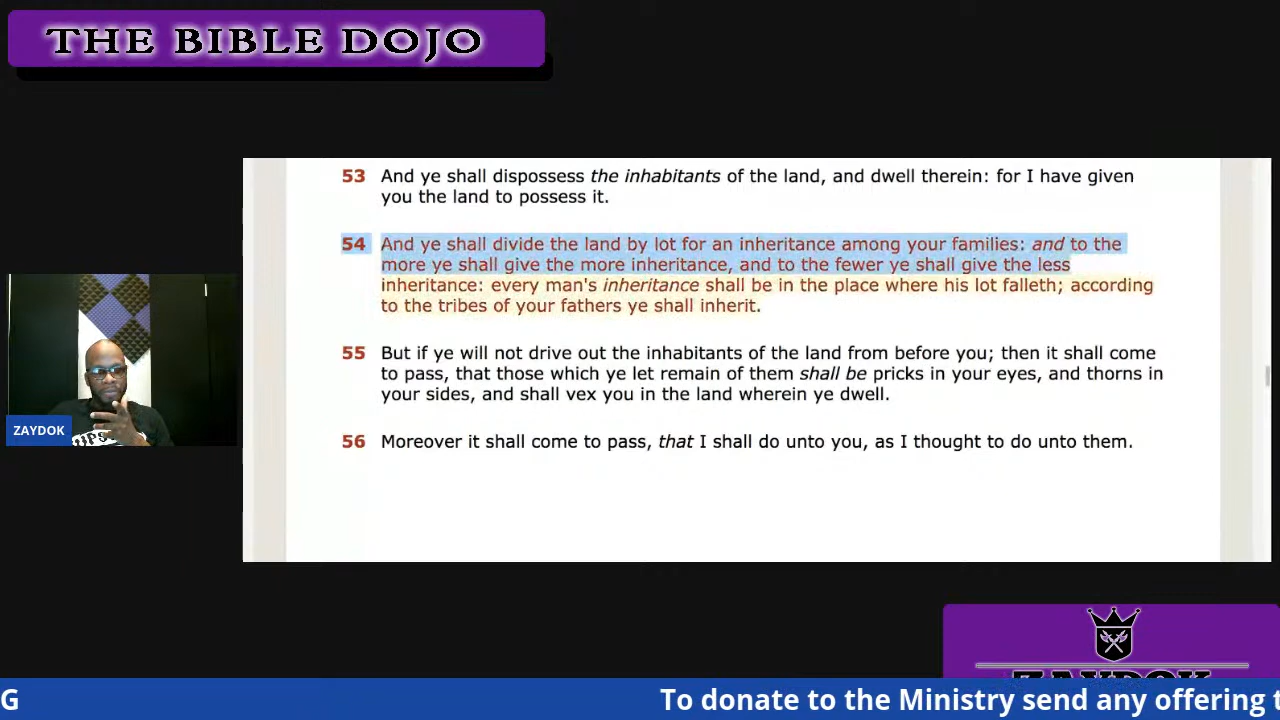 THE BIBLE DOJO
53 And ye shall dispossess the inhabitants of the land, and dwell therein: for I have given
you the land to possess it.
54 And ye shall divide the land by lot for an inheritance among your families: and to the
more ye shall give the more inheritance, and to the fewer ye shall give the less
inheritance: every man's inheritance shall be in the place where his lot falleth; according
to the tribes of your fathers ye shall inherit.
55 But if ye will not drive out the inhabitants of the land from before you; then it shall come
to pass, that those which ye let remain of them shall be pricks in your eyes, and thorns in
your sides, and shall vex you in the land wherein ye dwell.
56 Moreover it shall come to pass, that I shall do unto you, as I thought to do unto them.
ZAYDOK
ZAYDOK
G
To donate to the Ministry send any offering t